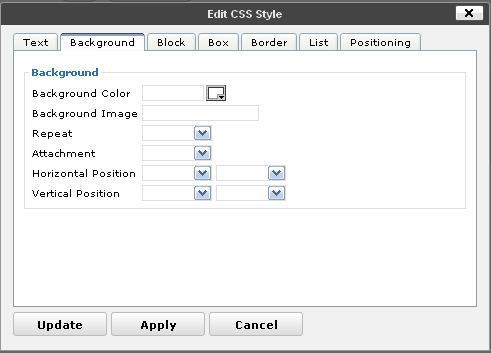 Edit CSS Style
Text Background Block Box Border List Positioning
Background
Background Color
Background Image
Repeat
Attachment
Horizontal Position
Vertical Position
Update Apply Cancel